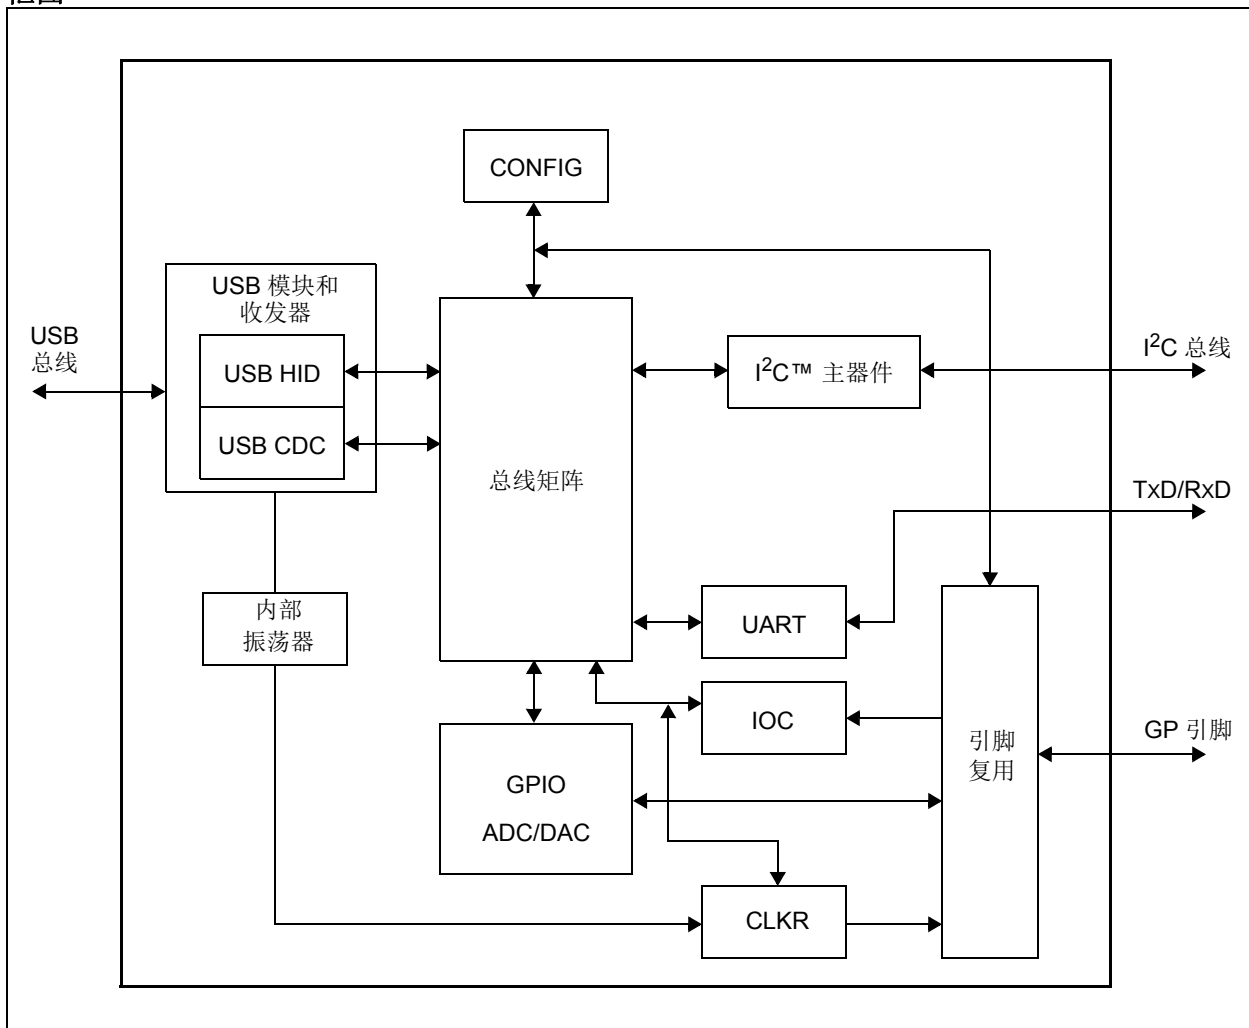 CONFIG
USB 模块和
收发器
USB
总线
USB HID
USB CDC
总线矩阵
I²C™ 主器件
I²C 总线
TxD/RxD
内部
振荡器
UART
IOC
GPIO
ADC/DAC
引脚
复用
GP 引脚
CLKR